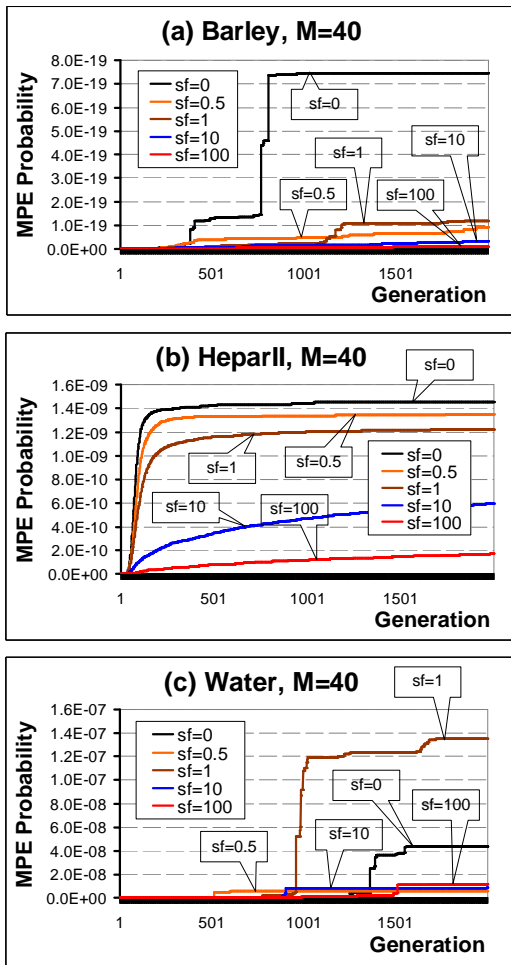 (a) Barley, M=40
MPE Probability
8.0E-19
7.0E-19
6.0E-19
5.0E-19
4.0E-19
3.0E-19
2.0E-19
1.0E-19
0.0E+00
sf=0
sf=0.5
sf=1
sf=10
sf=100
sf=0
sf=10
sf=1
sf=100
sf=0.5
1
501
1001
1501
Generation
(b) HeparII, M=40
MPE Probability
1.6E-09
1.4E-09
1.2E-09
1.0E-09
8.0E-10
6.0E-10
4.0E-10
2.0E-10
0.0E+00
sf=0
sf=1
sf=0.5
sf=10
sf=100
sf=0
sf=0.5
sf=1
sf=10
sf=100
1
501
1001
1501
Generation
(c) Water, M=40
MPE Probability
1.6E-07
1.4E-07
1.2E-07
1.0E-07
8.0E-08
6.0E-08
4.0E-08
2.0E-08
0.0E+00
sf=0
sf=0.5
sf=1
sf=10
sf=100
sf=1
sf=0
sf=100
sf=10
sf=0.5
1
501
1001
1501
Generation